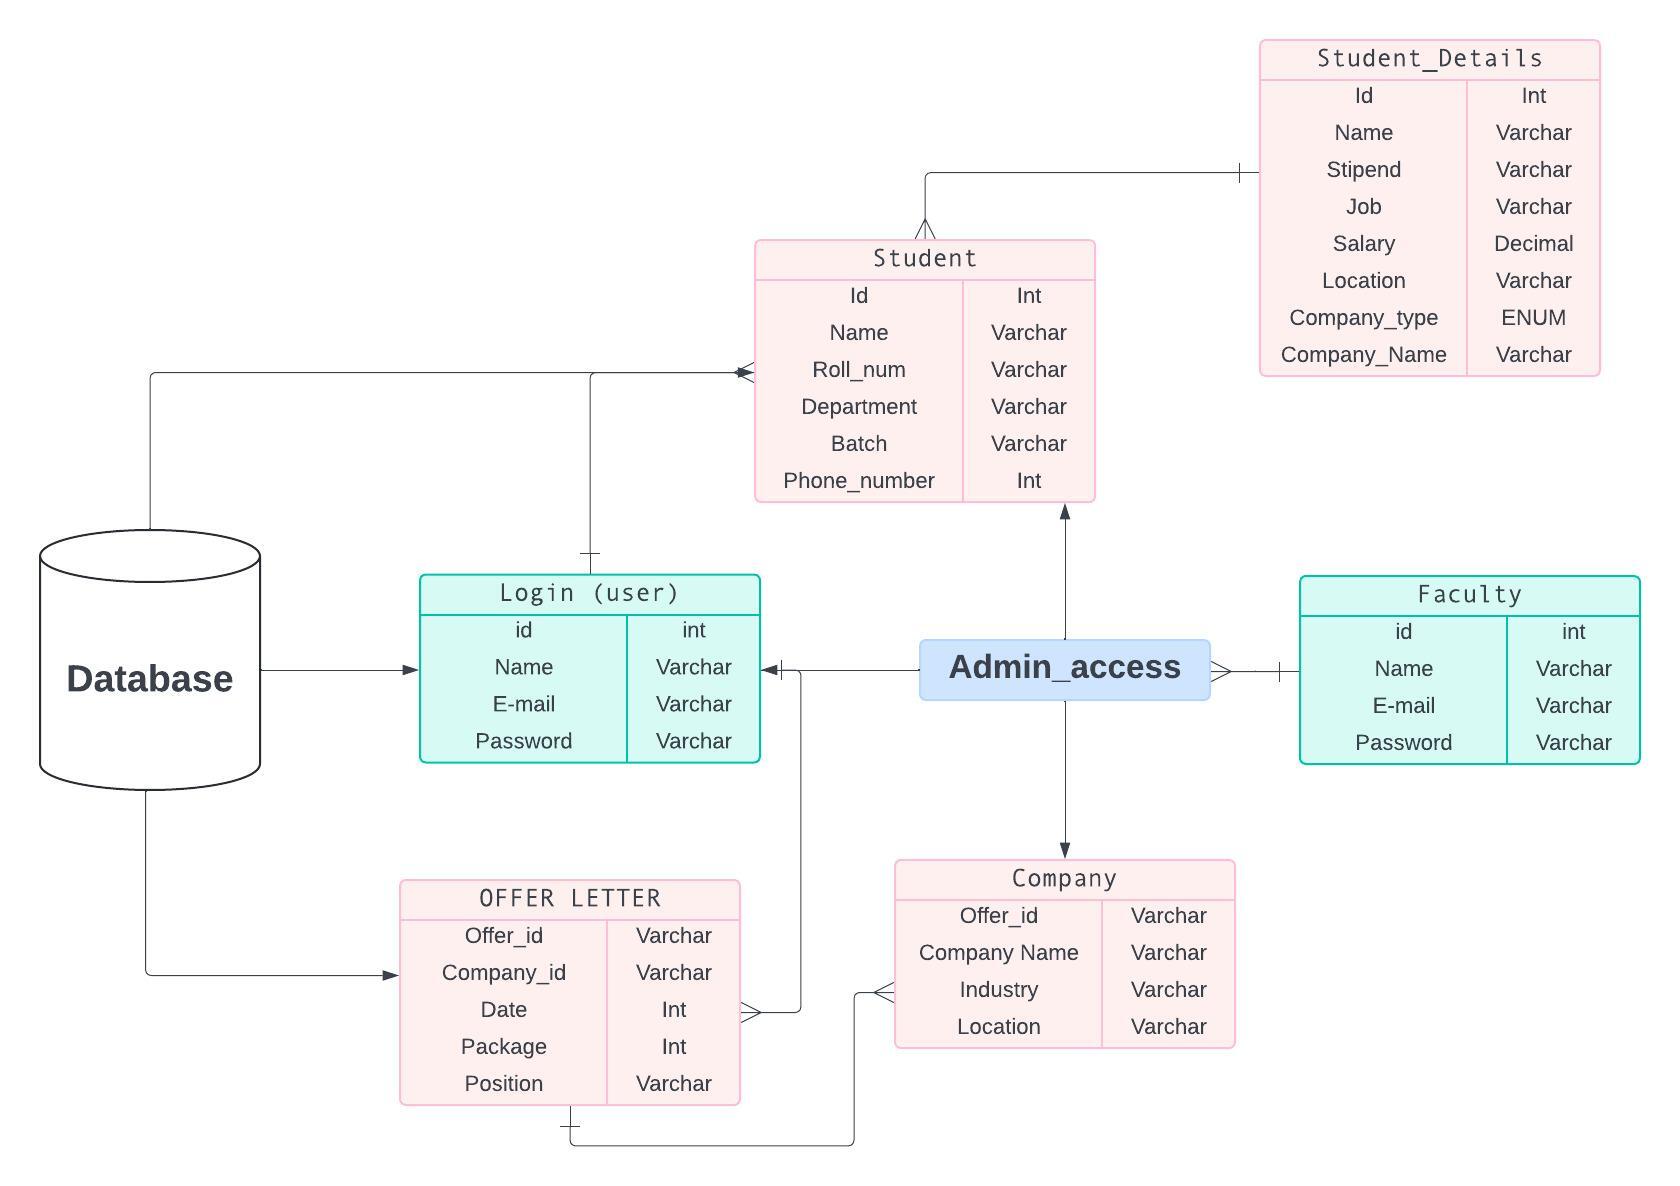 Student_Details
Id Int
Name Varchar
Stipend Varchar
Job Varchar
Salary Decimal
Location Varchar
Company_type ENUM
Company_Name Varchar
Student
Id Int
Name Varchar
Roll_num Varchar
Department Varchar
Batch Varchar
Phone_number Int
Database
Login (user)
id int
Name Varchar
E-mail Varchar
Password Varchar
Admin_access
Faculty
id int
Name Varchar
E-mail Varchar
Password Varchar
OFFER LETTER
Offer_id Varchar
Company_id Varchar
Date Int
Package Int
Position Varchar
Company
Offer_id Varchar
Company Name Varchar
Industry Varchar
Location Varchar